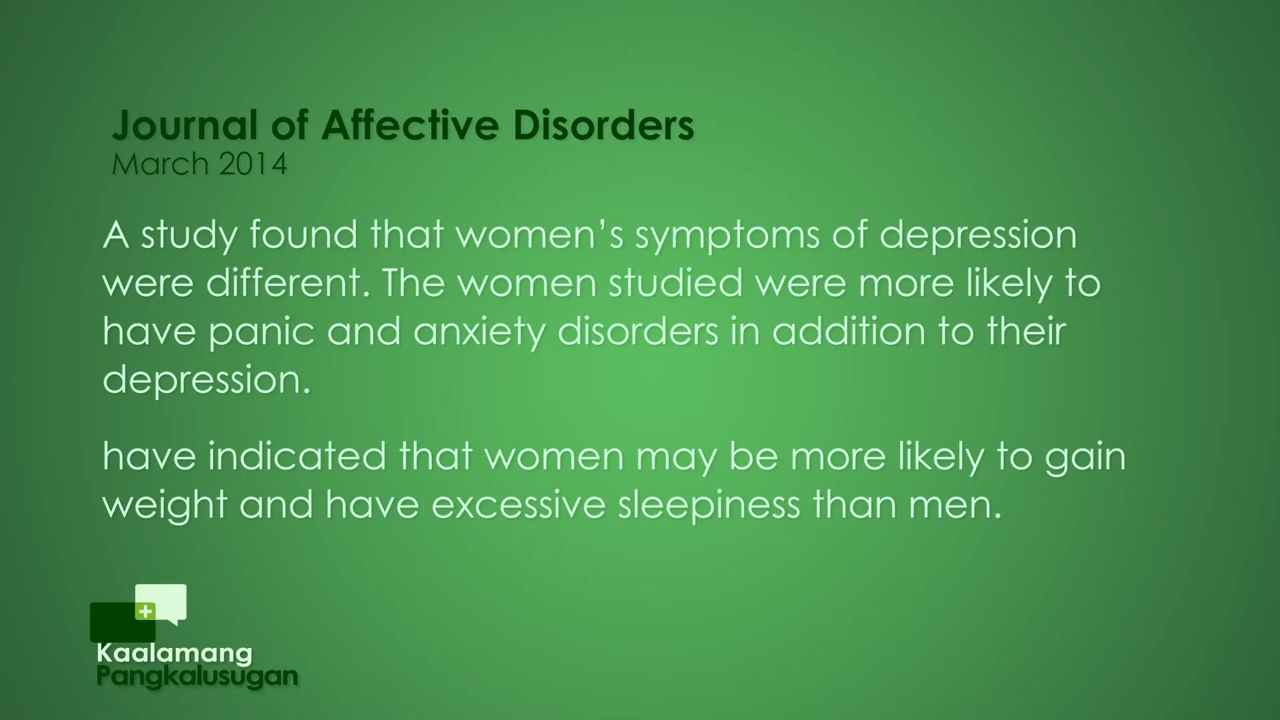 Journal of Affective Disorders
March 2014
A study found that women’s symptoms of depression
were different. The women studied were more likely to
have panic and anxiety disorders in addition to their
depression.
have indicated that women may be more likely to gain
weight and have excessive sleepiness than men.
Kaalamang
Pangkalusugan